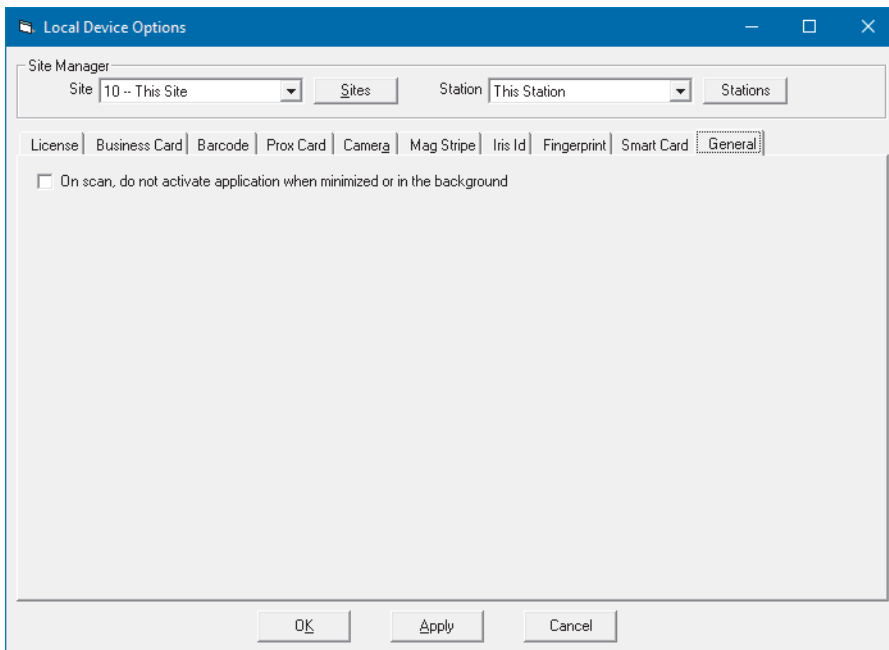 Local Device Options
Site Manager
Site 10 -- This Site Sites Station This Station Stations
License Business Card Barcode Prox Card Camera Mag Stripe Iris Id Fingerprint Smart Card General
On scan, do not activate application when minimized or in the background
OK Apply Cancel